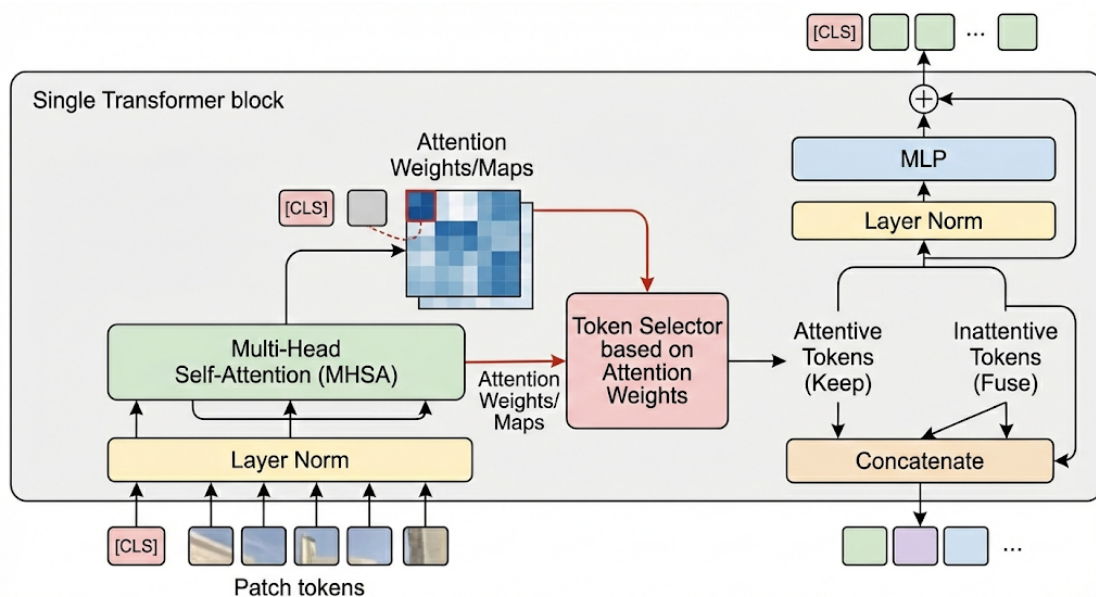 [CLS]
...
Single Transformer block
Attention
Weights/Maps
[CLS]
MLP
Layer Norm
Multi-Head
Self-Attention (MHSA)
Attention
Weights/
Maps
Token Selector
based on
Attention
Weights
Attentive
Tokens
(Keep)
Inattentive
Tokens
(Fuse)
Layer Norm
Concatenate
[CLS]
Patch tokens
...